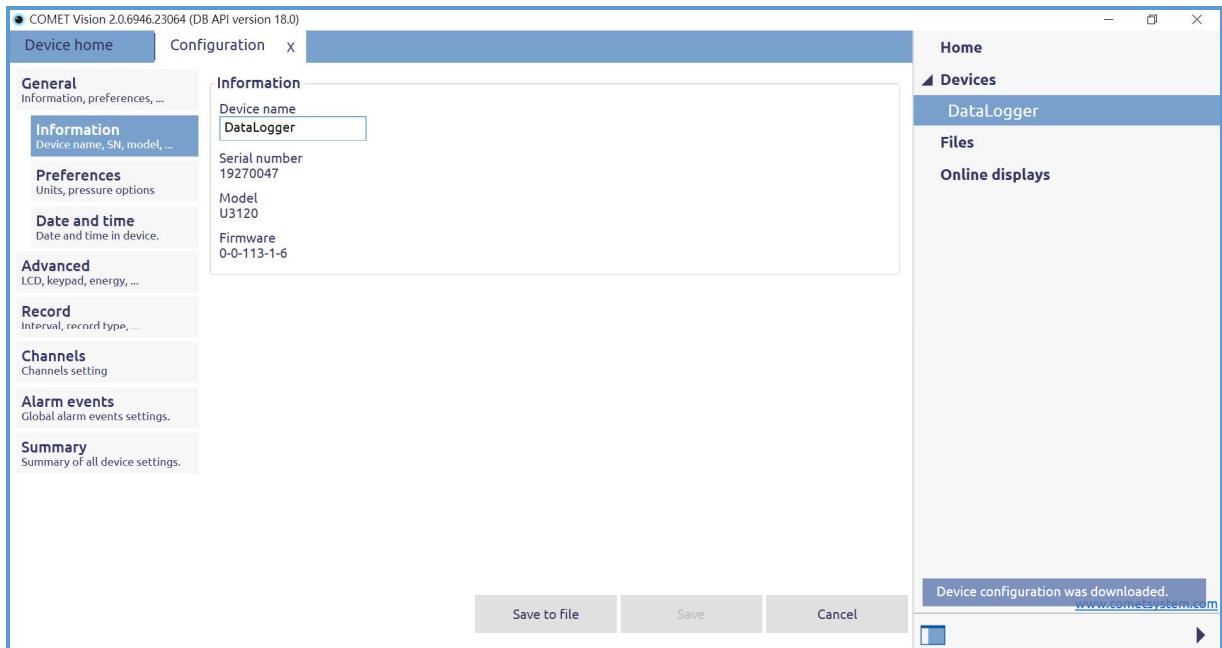 COMET Vision 2.0.6946.23064 (DB API version 18.0)
Device home
Configuration x
General
Information, preferences, ...
Information
Device name, SN, model, ...
Preferences
Units, pressure options
Date and time
Date and time in device.
Advanced
LCD, keypad, energy, ...
Record
Interval, record type, ...
Channels
Channels setting
Alarm events
Global alarm events settings.
Summary
Summary of all device settings.
Information
Device name
DataLogger
Serial number
19270047
Model
U3120
Firmware
0-0-113-1-6
Save to file
Save
Cancel
Home
Devices
DataLogger
Files
Online displays
Device configuration was downloaded.
www.cometsystem.com